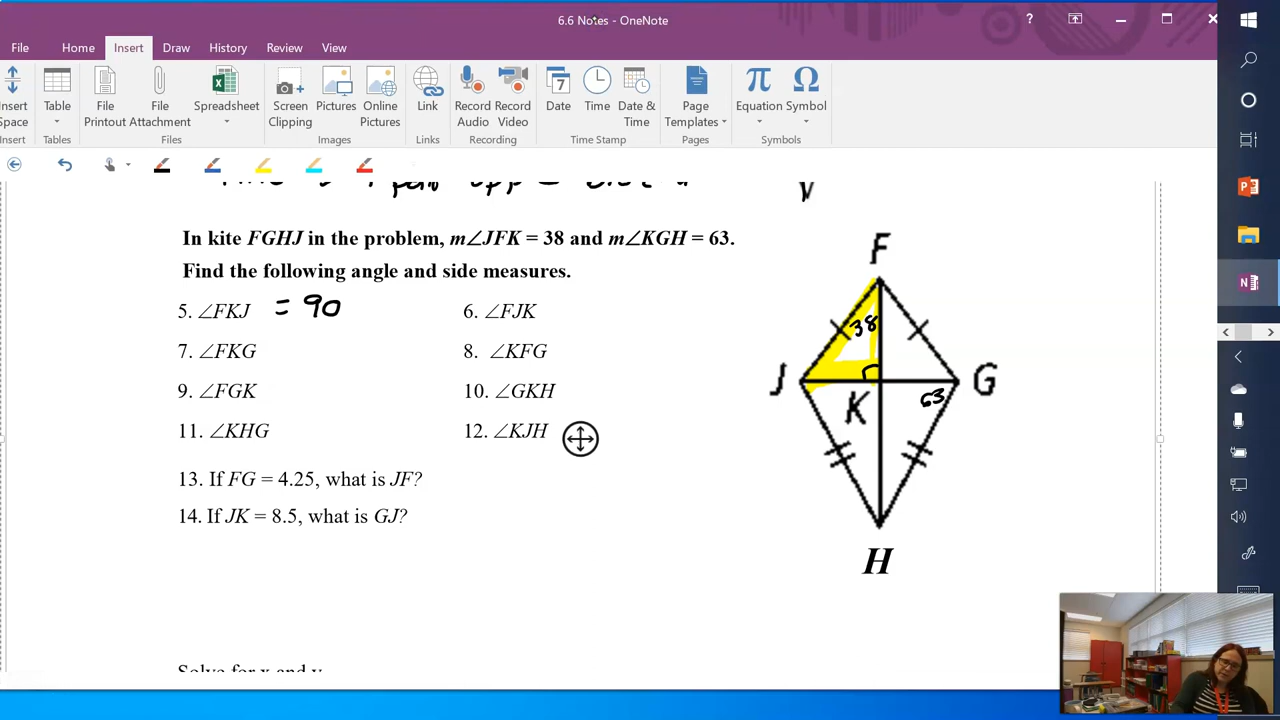 6.6 Notes - OneNote
?
File Home Insert Draw History Review View
Insert Space
Table
File Printout
File Attachment
Spreadsheet
Screen Clipping
Pictures
Online Pictures
Link
Record Audio
Record Video
Date
Time
Date & Time
Page Templates
Equation
Symbol
Insert Tables Files Images Links Recording Time Stamp Pages Symbols
In kite FGHJ in the problem, m∠JFK = 38 and m∠KGH = 63.
Find the following angle and side measures.
5. ∠FKJ = 90
6. ∠FJK
7. ∠FKG
8. ∠KFG
9. ∠FGK
10. ∠GKH
11. ∠KHG
12. ∠KJH
13. If FG = 4.25, what is JF?
14. If JK = 8.5, what is GJ?
F
38
J
G
K
63
H
Solve for x and y